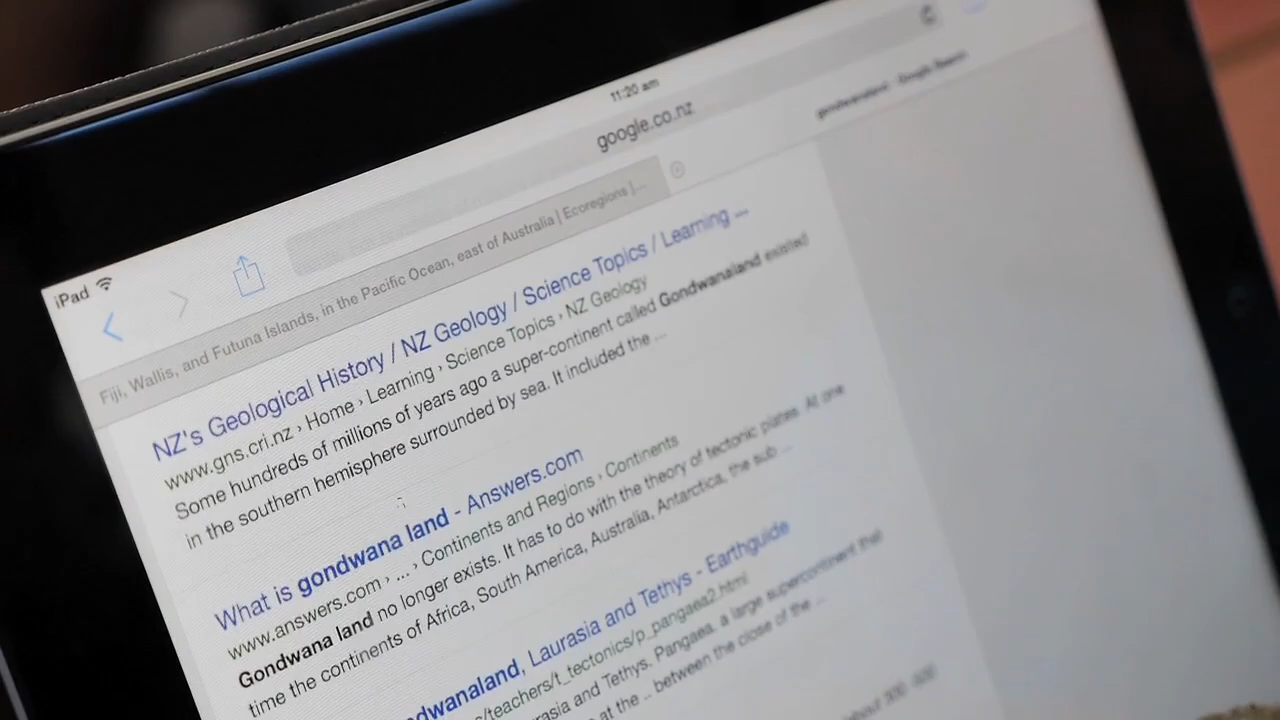 11:20 am
iPad
google.co.nz
Fiji, Wallis, and Futuna Islands, in the Pacific Ocean, east of Australia | Ecoregions |...
gondwanaland - Google Search
NZ's Geological History / NZ Geology / Science Topics / Learning ...
www.gns.cri.nz › Home › Learning › Science Topics › NZ Geology
Some hundreds of millions of years ago a super-continent called Gondwanaland existed
in the southern hemisphere surrounded by sea. It included the ...
What is gondwana land - Answers.com
www.answers.com › ... › Continents and Regions › Continents
Gondwana land no longer exists. It has to do with the theory of tectonic plates. At one
time the continents of Africa, South America, Australia, Antarctica, the sub ...
dwanaland, Laurasia and Tethys - Earthguide
/teachers/t_tectonics/p_pangaea2.html
rasia and Tethys. Pangaea, a large supercontinent that
s at the .. between the close of the ...
about 300 600